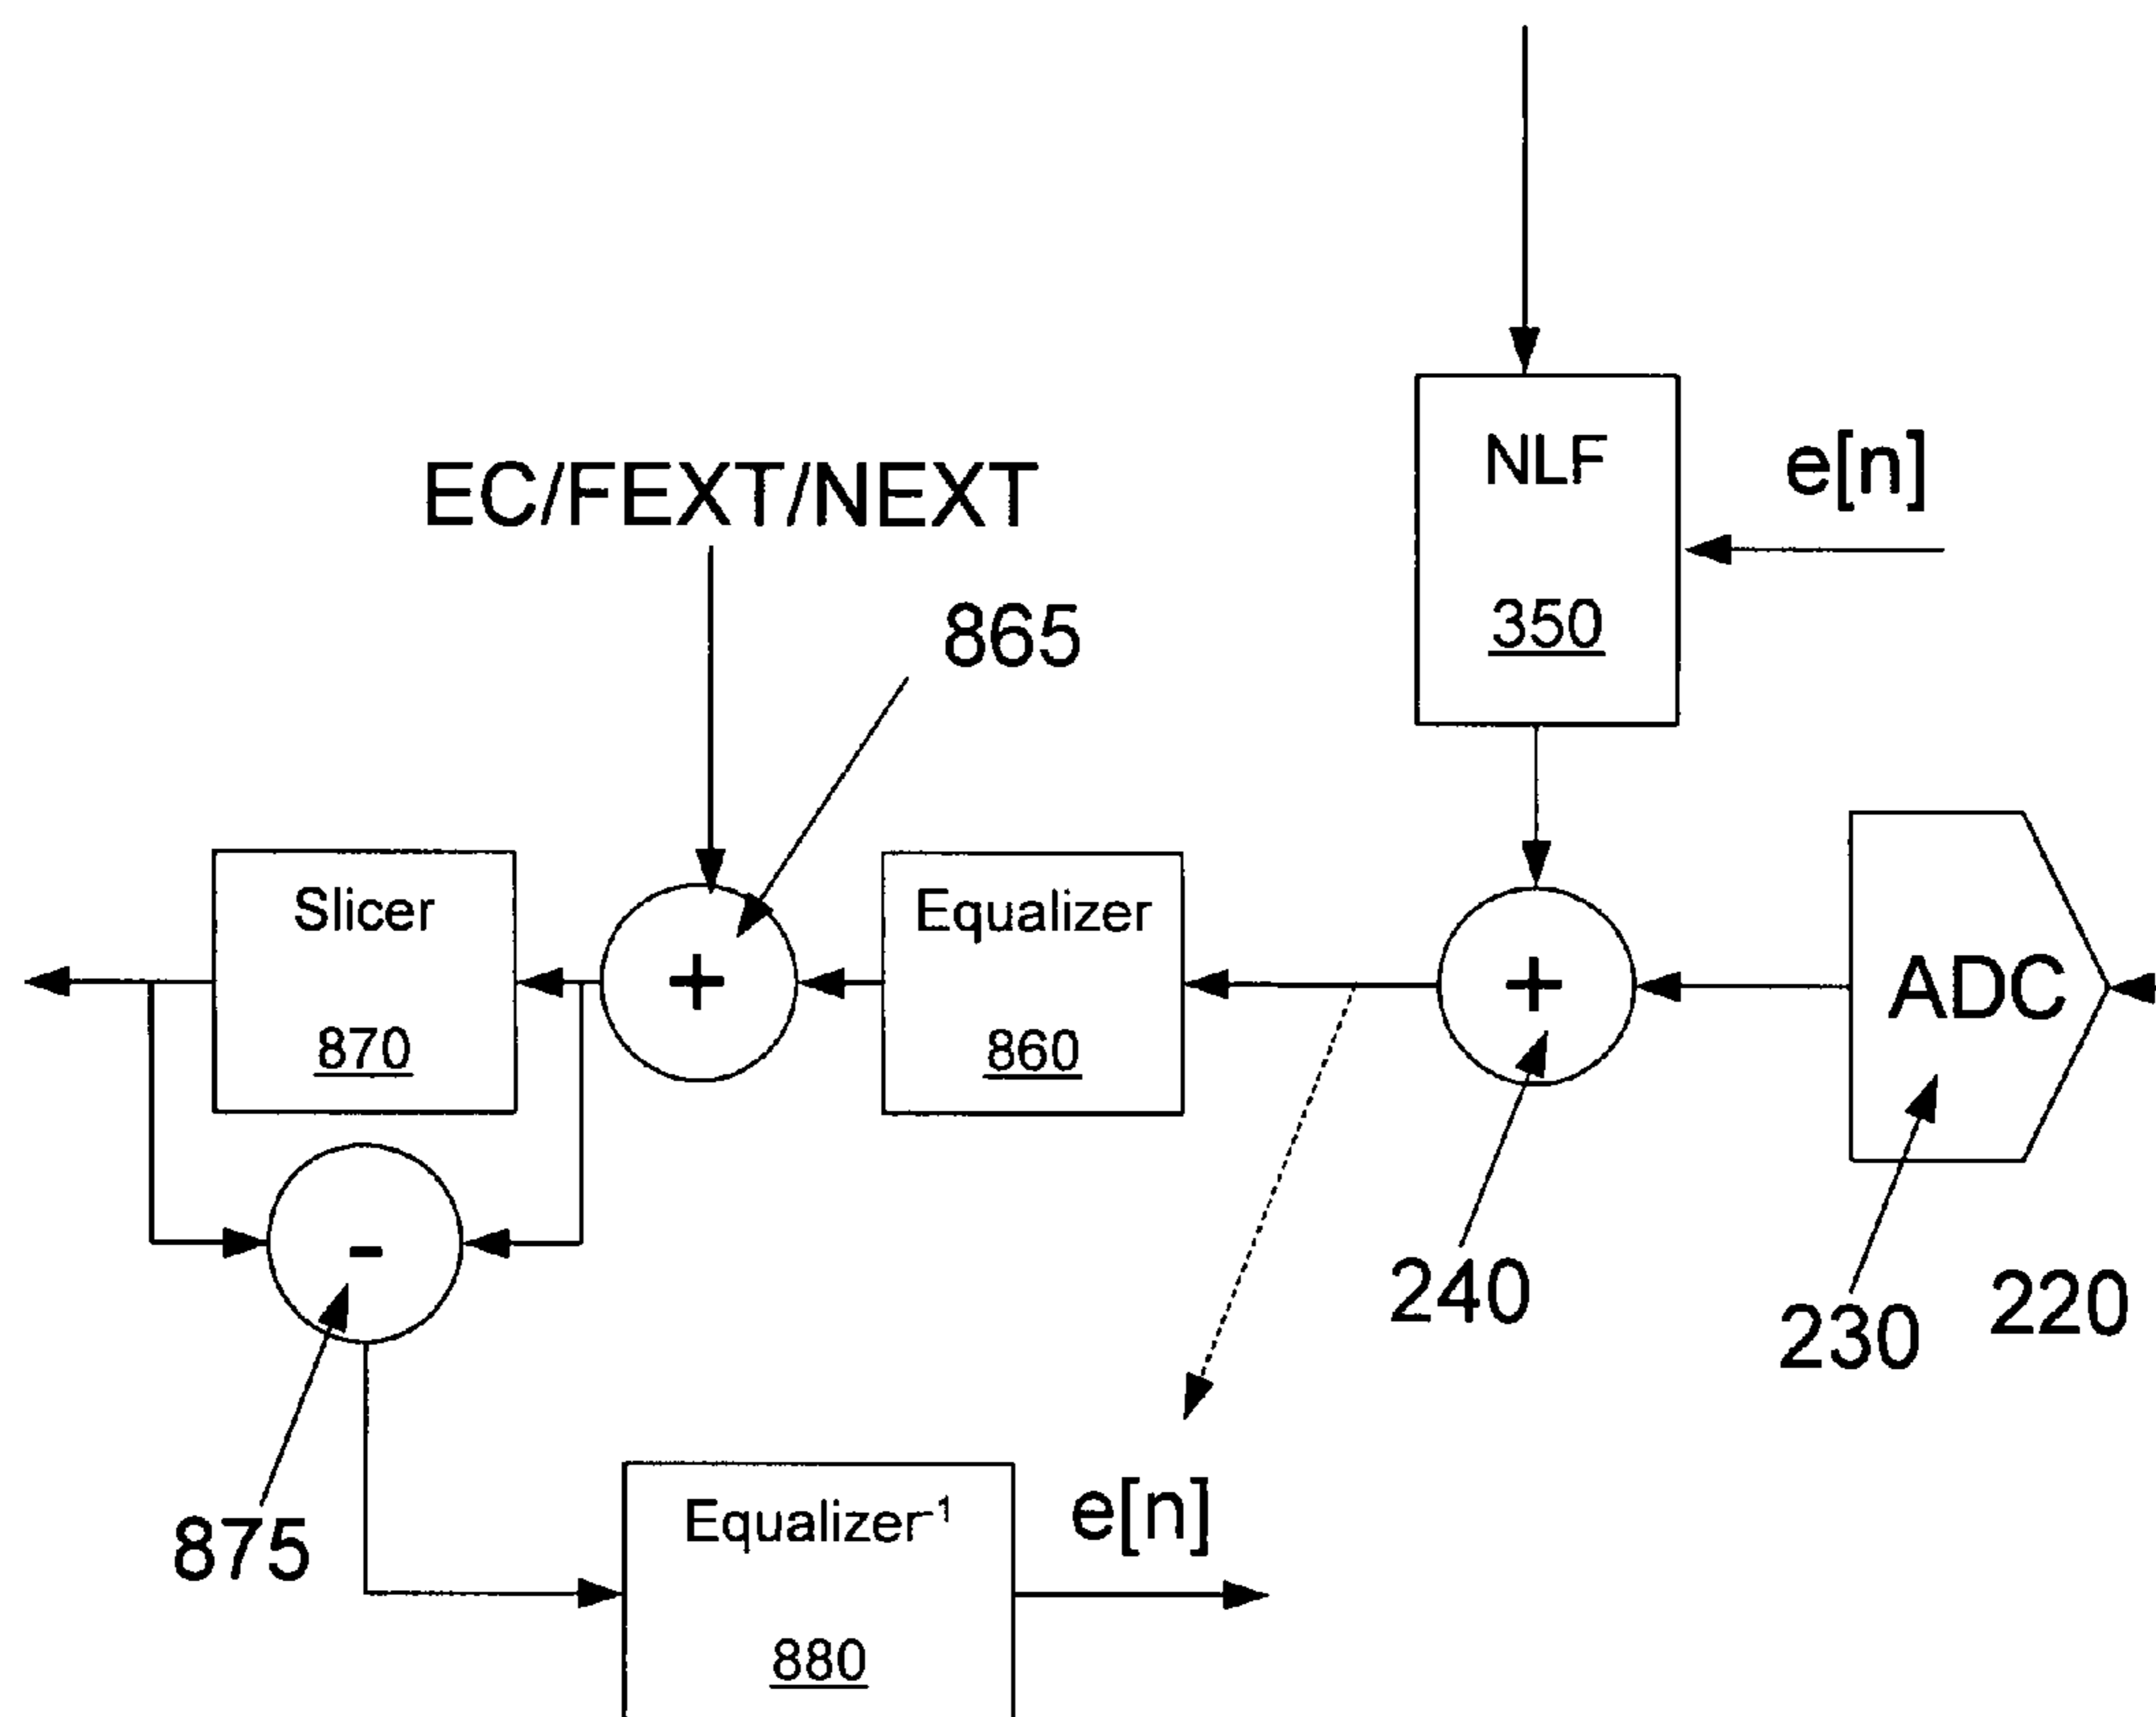 NLF
e[n]
EC/FEXT/NEXT
350
865
Slicer
Equalizer
+
+
ADC
870
860
-
240
220
230
875
Equalizer⁻¹
e[n]
880